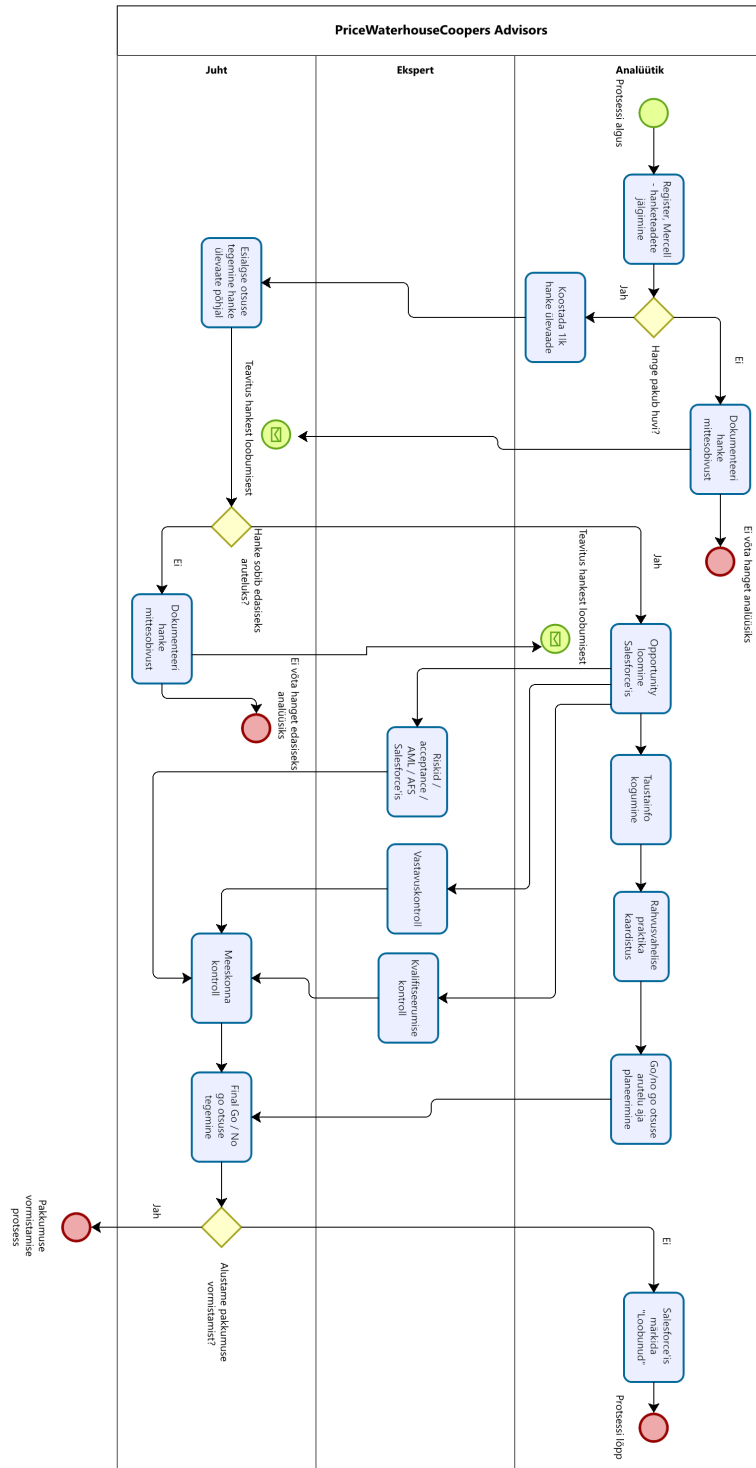 PriceWaterhouseCoopers Advisors
Juht
Ekspert
Analüütik
Protsessi algus
Register, Mercell
- hanketeadete
jälgimine
Jah
Hange pakub huvi?
Ei
Koostada 1lk
hanke ülevaade
Esialgse otsuse
tegemine hanke
ülevaate põhjal
Dokumenteeri
hanke
mittesobivust
Ei võta hanget analüüsiks
Teavitus hankest loobumisest
Hanke sobib edasiseks
aruteluks?
Ei
Jah
Dokumenteeri
hanke
mittesobivust
Teavitus hankest loobumisest
Ei võta hanget edasiseks
analüüsiks
Opportunity
loomine
Salesforce'is
Riskid /
acceptance /
AML / AFS
Salesforce'is
Taustainfo
kogumine
Vastavuskontroll
Rahvusvahelise
praktika
kaardistus
Kvalifitseerumise
kontroll
Meeskonna
kontroll
Go/no go otsuse
arutelu aja
planeerimine
Final Go / No
go otsuse
tegemine
Jah
Pakkumuse
vormistamise
protsess
Alustame pakkumuse
vormistamist?
Ei
Salesforce'is
märkida
"Loobunud"
Protsessi lõpp